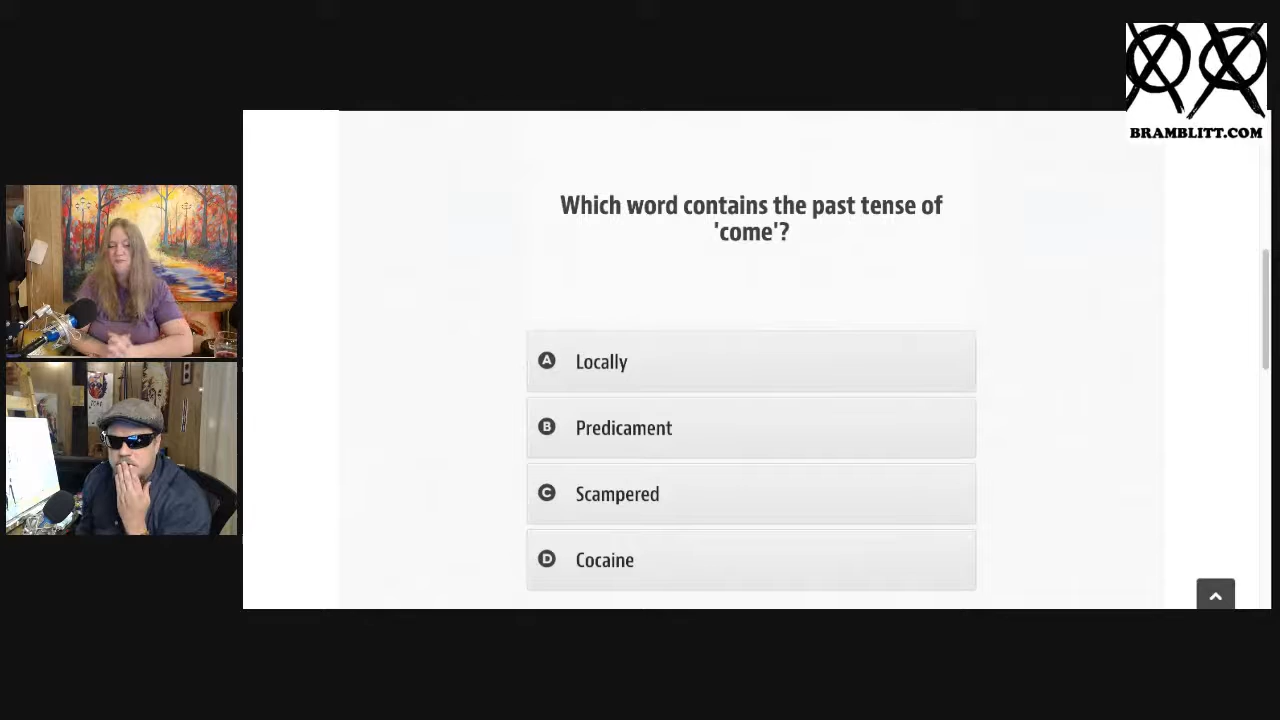 BRAMBLITT.COM
Which word contains the past tense of
'come'?
A Locally
B Predicament
C Scampered
D Cocaine